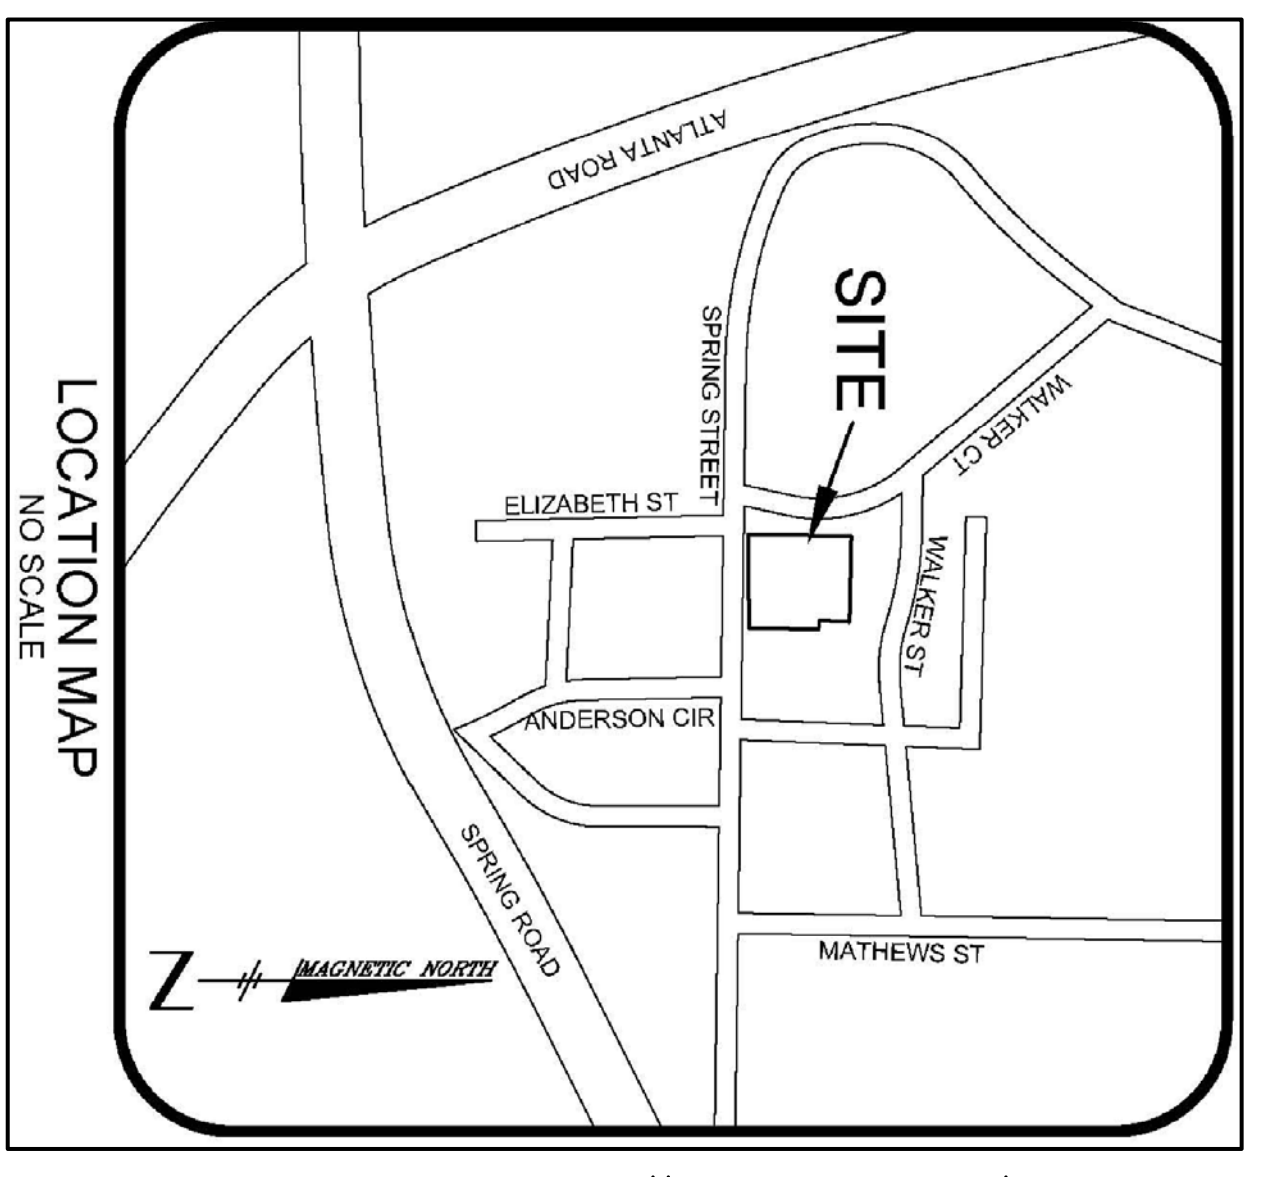 ATLANTA ROAD
SITE
SPRING STREET
WALKER CT
ELIZABETH ST
WALKER ST
ANDERSON CIR
SPRING ROAD
MATHEWS ST
MAGNETIC NORTH
N
LOCATION MAP
NO SCALE